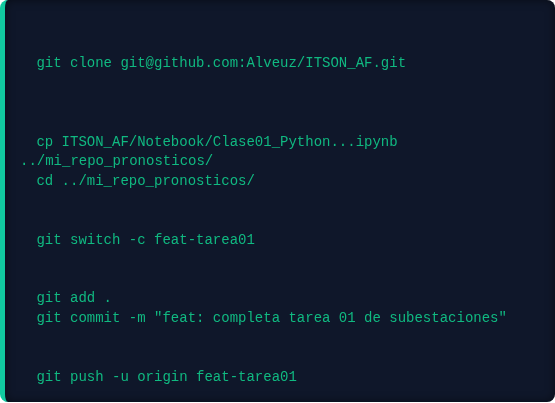 git clone git@github.com:Alveuz/ITSON_AF.git
cp ITSON_AF/Notebook/Clase01_Python...ipynb
../mi_repo_pronosticos/
cd ../mi_repo_pronosticos/
git switch -c feat-tarea01
git add .
git commit -m "feat: completa tarea 01 de subestaciones"
git push -u origin feat-tarea01